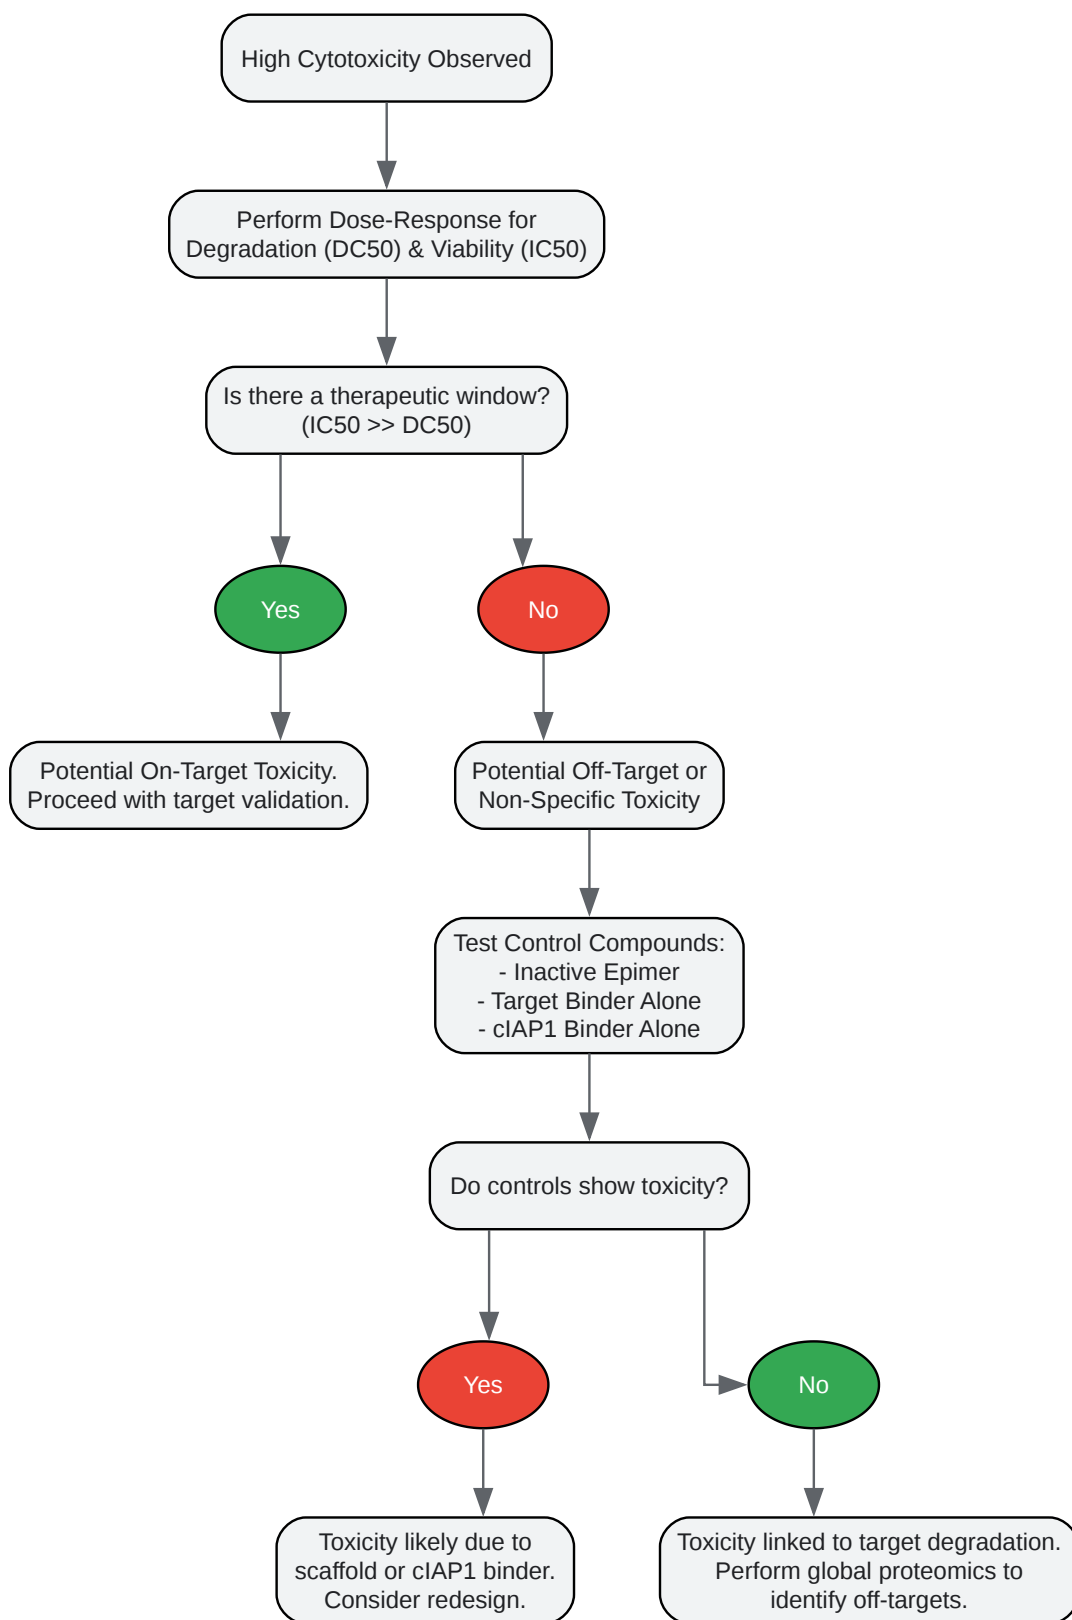 High Cytotoxicity Observed
Perform Dose-Response for
Degradation (DC50) & Viability (IC50)
Is there a therapeutic window?
(IC50 >> DC50)
Yes
No
Potential On-Target Toxicity.
Proceed with target validation.
Potential Off-Target or
Non-Specific Toxicity
Test Control Compounds:
- Inactive Epimer
- Target Binder Alone
- cIAP1 Binder Alone
Do controls show toxicity?
Yes
No
Toxicity likely due to
scaffold or cIAP1 binder.
Consider redesign.
Toxicity linked to target degradation.
Perform global proteomics to
identify off-targets.